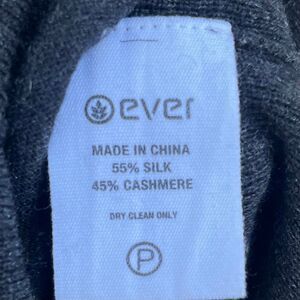 ever
MADE IN CHINA
55% SILK
45% CASHMERE
DRY CLEAN ONLY
P